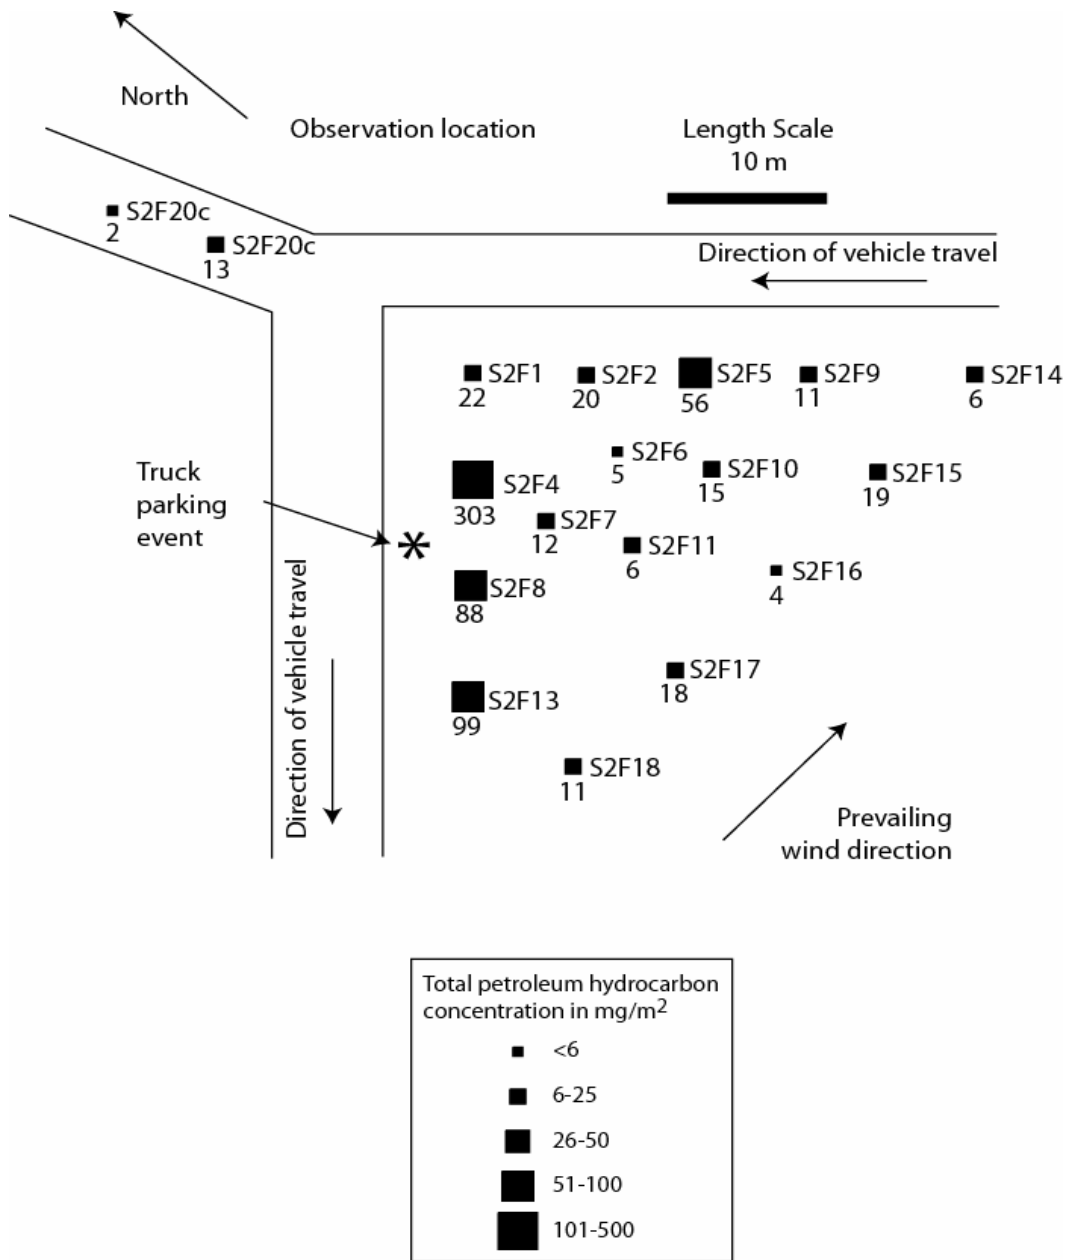 North
Observation location
Length Scale
10 m
S2F20c
2
S2F20c
13
Direction of vehicle travel
S2F1
22
S2F2
20
S2F5
56
S2F9
11
S2F14
6
Truck
parking
event
S2F4
303
S2F6
5
S2F10
15
S2F15
19
S2F7
12
S2F11
6
*
S2F8
88
S2F16
4
Direction of vehicle travel
S2F13
99
S2F17
18
S2F18
11
Prevailing
wind direction
Total petroleum hydrocarbon
concentration in mg/m²
<6
6-25
26-50
51-100
101-500